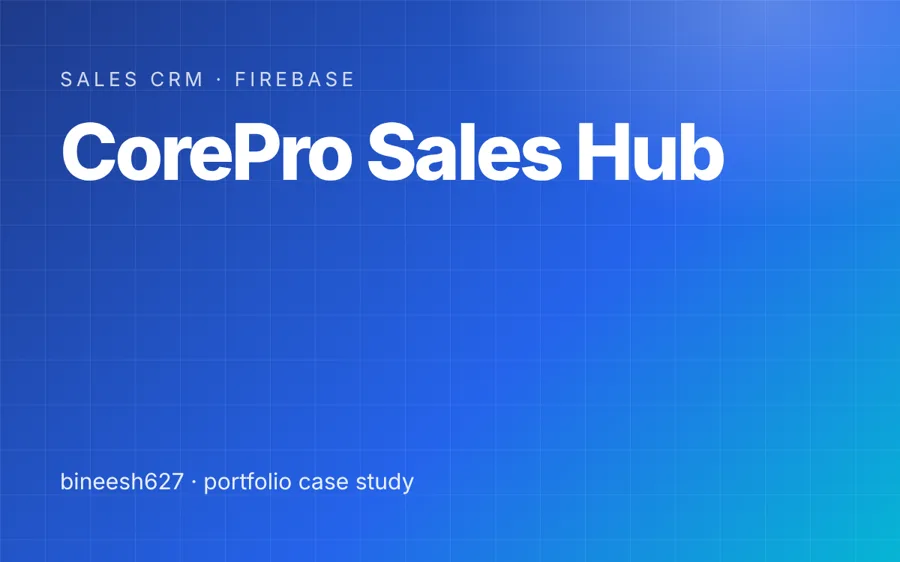 SALES CRM · FIREBASE
CorePro Sales Hub
bineesh627 · portfolio case study